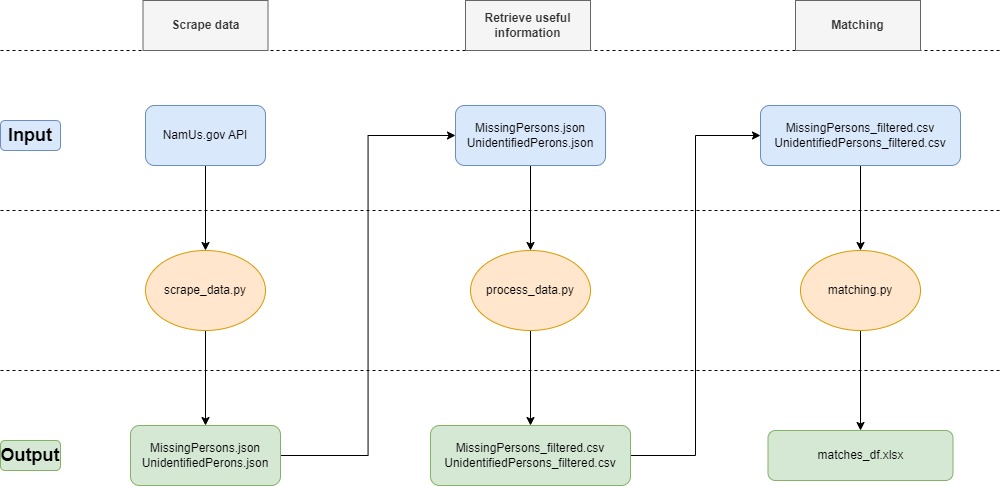 Scrape data
Retrieve useful
information
Matching
Input
NamUs.gov API
MissingPersons.json
UnidentifiedPerons.json
MissingPersons_filtered.csv
UnidentifiedPersons_filtered.csv
scrape_data.py
process_data.py
matching.py
Output
MissingPersons.json
UnidentifiedPerons.json
MissingPersons_filtered.csv
UnidentifiedPersons_filtered.csv
matches_df.xlsx